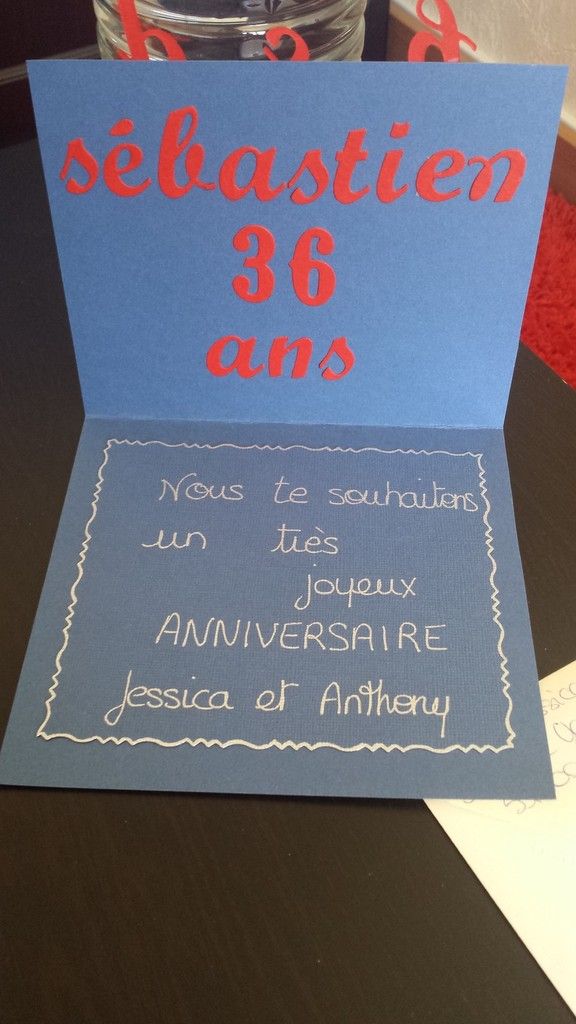 sébastien
36
ans
Nous te souhaitons
un très
joyeux
ANNIVERSAIRE
Jessica et Anthony